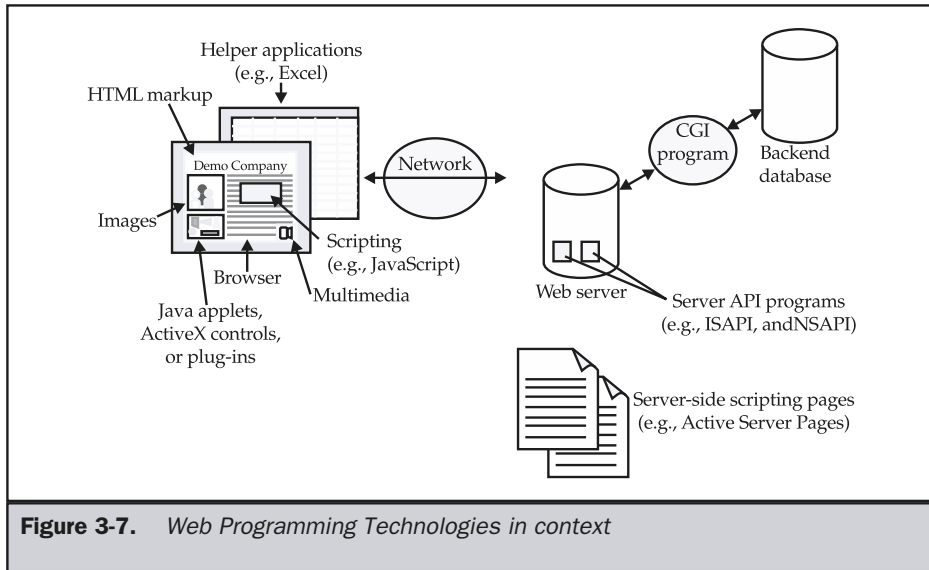 Helper applications
(e.g., Excel)
HTML markup
Demo Company
Images
Scripting
(e.g., JavaScript)
Browser
Multimedia
Java applets,
ActiveX controls,
or plug-ins
Network
CGI
program
Backend
database
Web server
Server API programs
(e.g., ISAPI, andNSAPI)
Server-side scripting pages
(e.g., Active Server Pages)
Figure 3-7. Web Programming Technologies in context